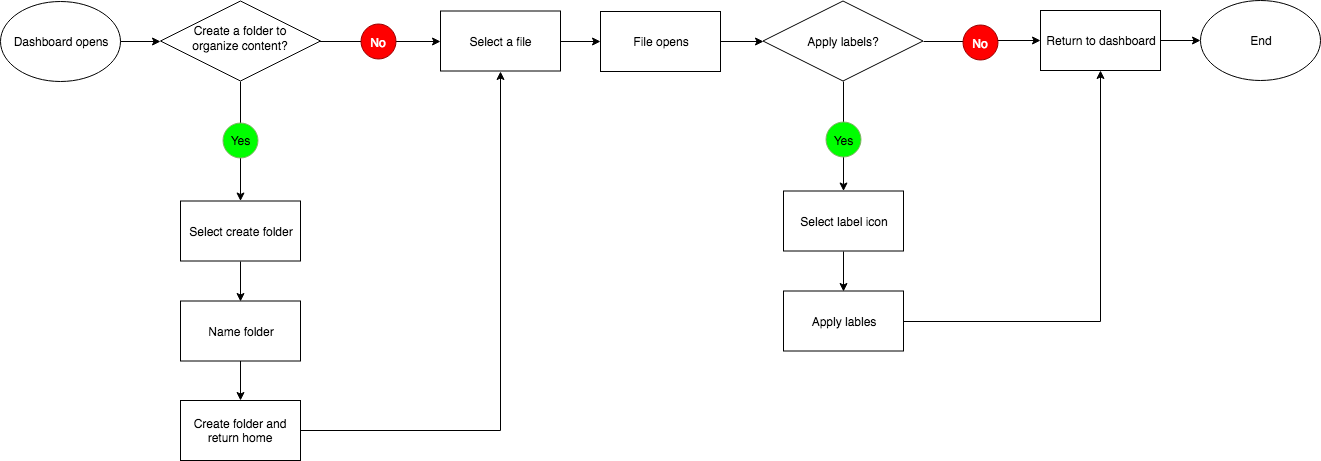 Dashboard opens
Create a folder to
organize content?
No
Select a file
File opens
Apply labels?
No
Return to dashboard
End
Yes
Yes
Select create folder
Select label icon
Name folder
Apply lables
Create folder and
return home